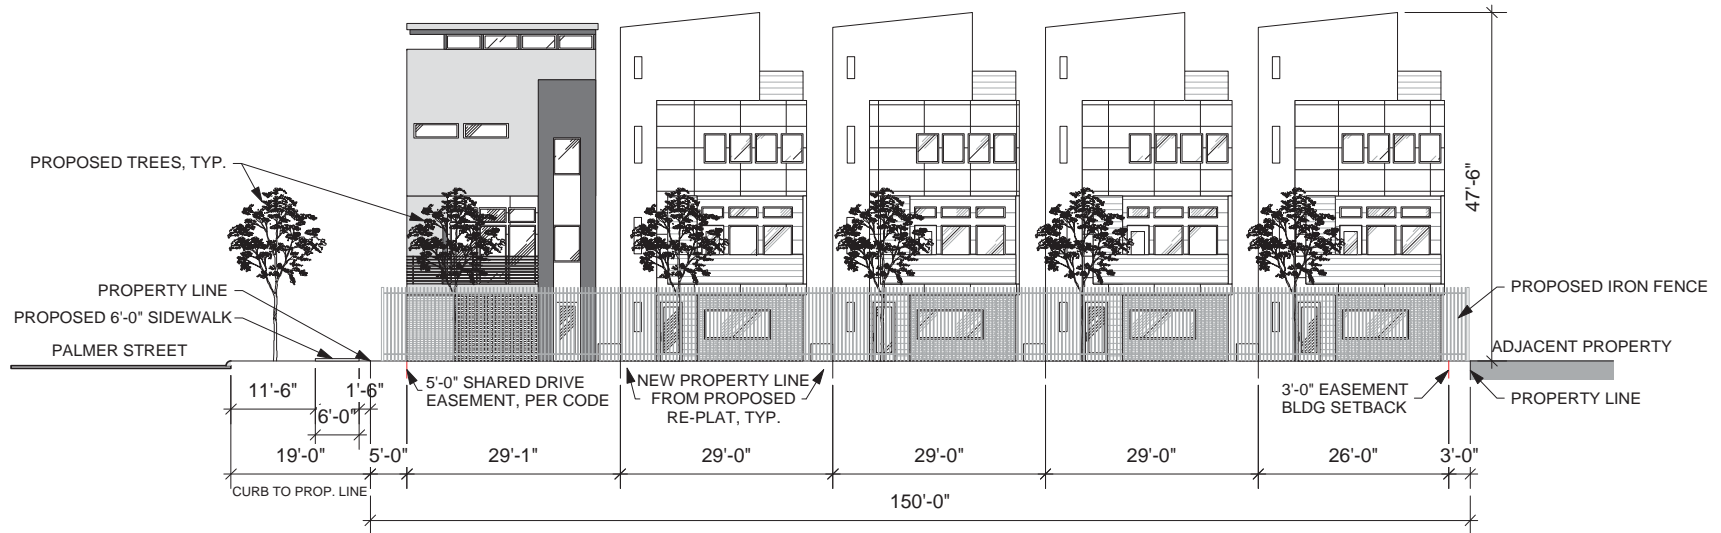 PROPOSED TREES, TYP.
47'-6"
PROPERTY LINE
PROPOSED 6'-0" SIDEWALK
PALMER STREET
PROPOSED IRON FENCE
ADJACENT PROPERTY
PROPERTY LINE
11'-6"
1'-6"
6'-0"
5'-0" SHARED DRIVE
EASEMENT, PER CODE
NEW PROPERTY LINE
FROM PROPOSED
RE-PLAT, TYP.
3'-0" EASEMENT
BLDG SETBACK
19'-0"
5'-0"
29'-1"
29'-0"
29'-0"
29'-0"
26'-0"
3'-0"
CURB TO PROP. LINE
150'-0"